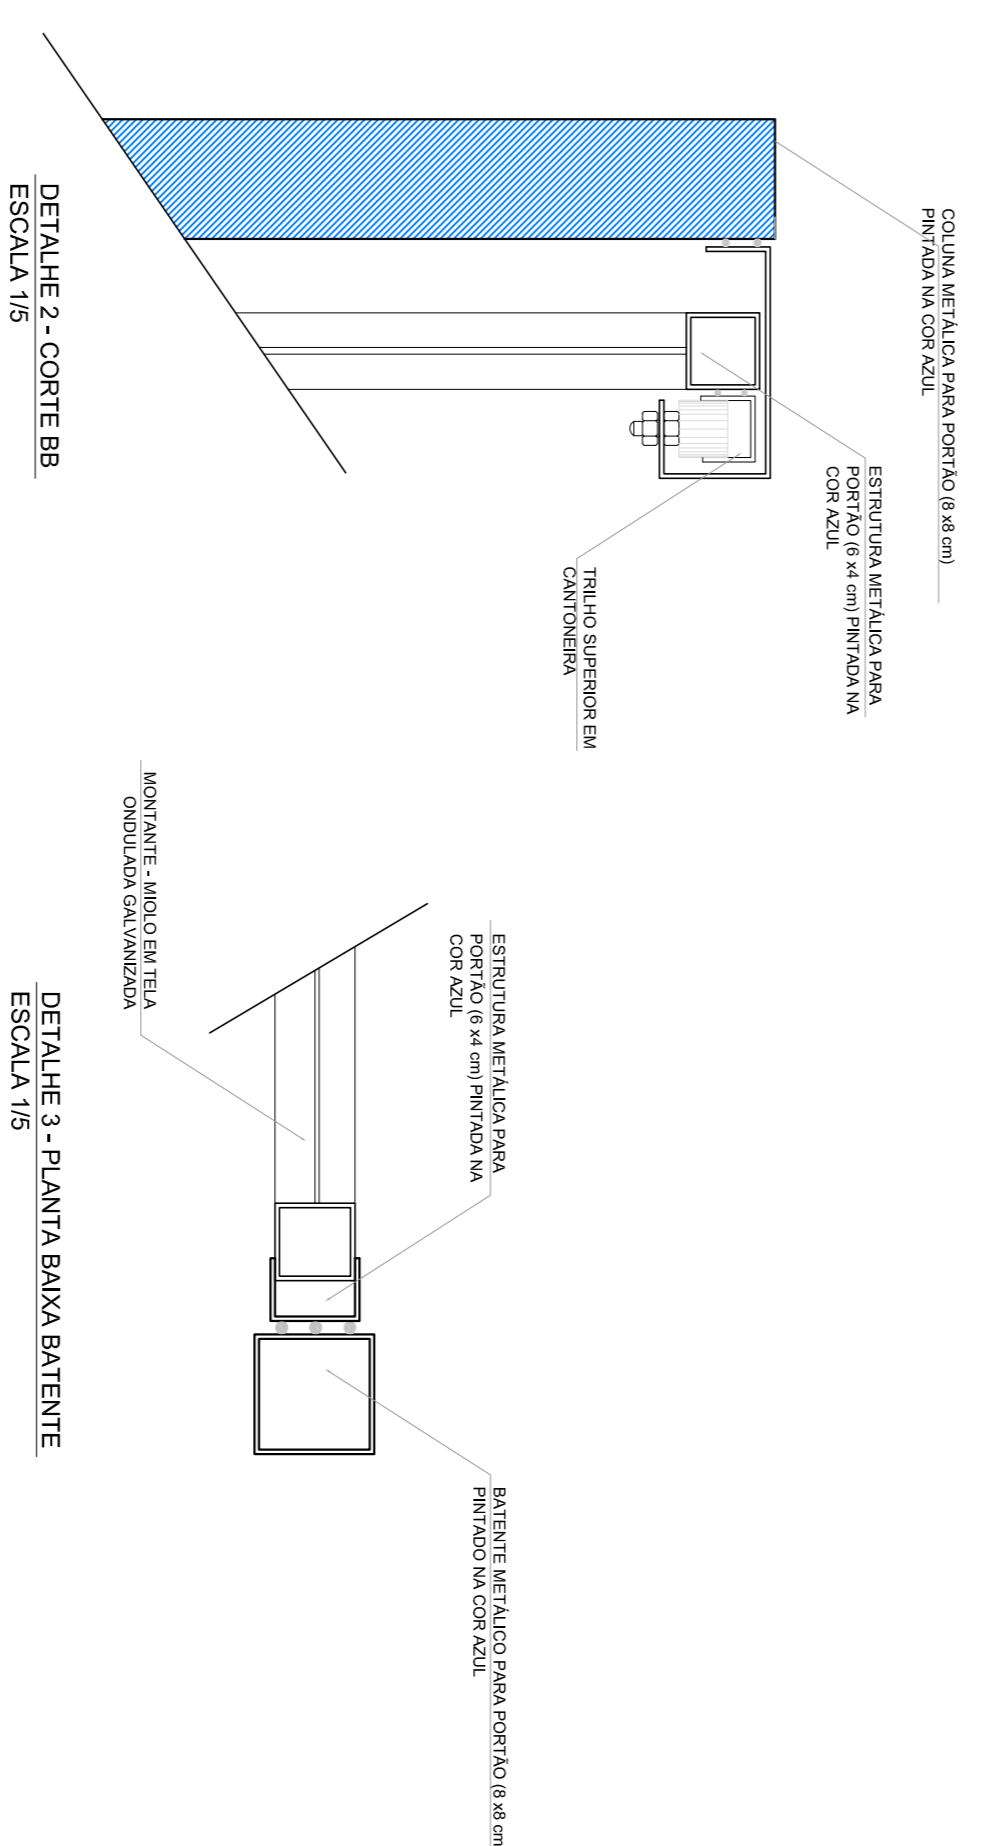 COLUNA METÁLICA PARA PORTÃO (8 x8 cm)
PINTADA NA COR AZUL
ESTRUTURA METÁLICA PARA
PORTÃO (6 x4 cm) PINTADA NA
COR AZUL
TRILHO SUPERIOR EM
CANTONEIRA
DETALHE 2 - CORTE BB
ESCALA 1/5
MONTANTE - MIOLO EM TELA
ONDULADA GALVANIZADA
ESTRUTURA METÁLICA PARA
PORTÃO (6 x4 cm) PINTADA NA
COR AZUL
BATENTE METÁLICO PARA PORTÃO (8 x8 cm
PINTADO NA COR AZUL
DETALHE 3 - PLANTA BAIXA BATENTE
ESCALA 1/5